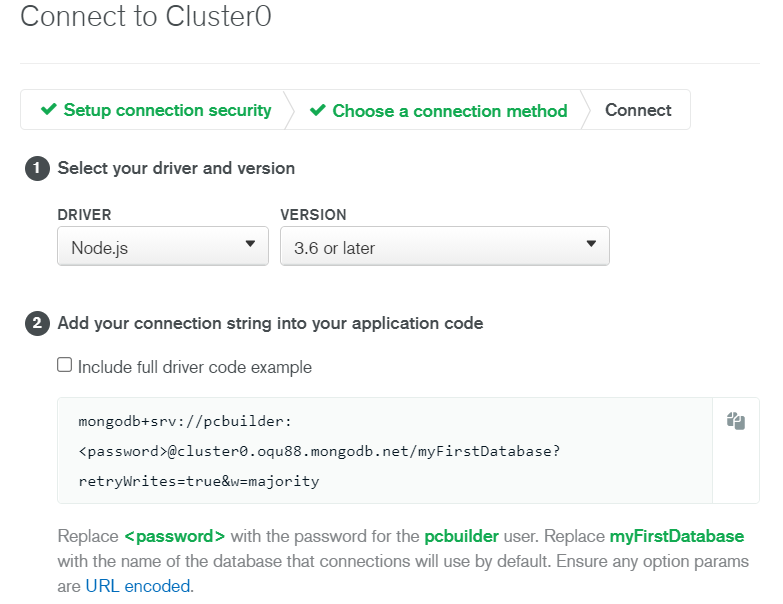 Connect to Cluster0
Setup connection security
Choose a connection method
Connect
1 Select your driver and version
DRIVER VERSION
Node.js 3.6 or later
2 Add your connection string into your application code
Include full driver code example
mongodb+srv://pcbuilder:
<password>@cluster0.oqu88.mongodb.net/myFirstDatabase?
retryWrites=true&w=majority
Replace <password> with the password for the pcbuilder user. Replace myFirstDatabase
with the name of the database that connections will use by default. Ensure any option params
are URL encoded.